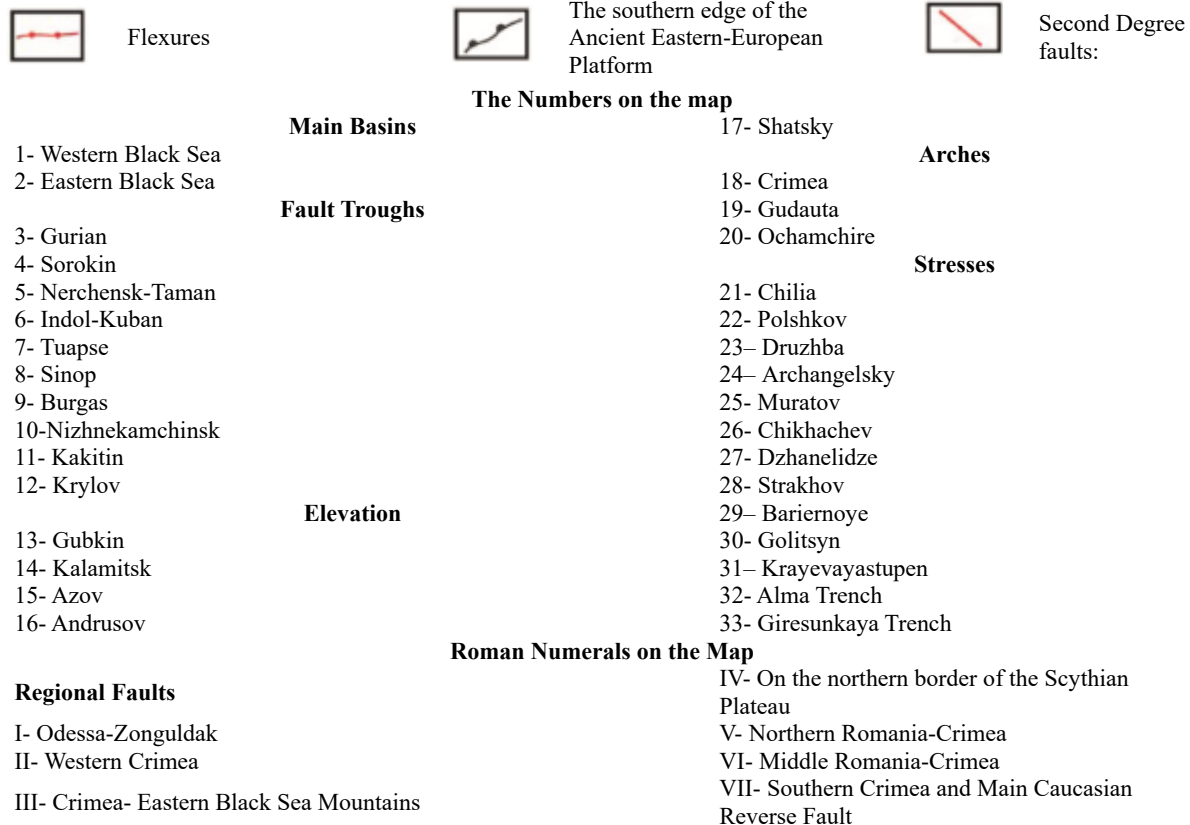 Flexures
The southern edge of the
Ancient Eastern-European
Platform
Second Degree
faults:
The Numbers on the map
Main Basins
1- Western Black Sea
2- Eastern Black Sea
Fault Troughs
3- Gurian
4- Sorokin
5- Nerchensk-Taman
6- Indol-Kuban
7- Tuapse
8- Sinop
9- Burgas
10-Nizhnekamchinsk
11- Kakitin
12- Krylov
Elevation
13- Gubkin
14- Kalamitsk
15- Azov
16- Andrusov
17- Shatsky
Arches
18- Crimea
19- Gudauta
20- Ochamchire
Stresses
21- Chilia
22- Polshkov
23– Druzhba
24– Archangelsky
25- Muratov
26- Chikhachev
27- Dzhanelidze
28- Strakhov
29– Bariernoye
30- Golitsyn
31– Krayevayastupen
32- Alma Trench
33- Giresunkaya Trench
Roman Numerals on the Map
Regional Faults
I- Odessa-Zonguldak
II- Western Crimea
III- Crimea- Eastern Black Sea Mountains
IV- On the northern border of the Scythian
Plateau
V- Northern Romania-Crimea
VI- Middle Romania-Crimea
VII- Southern Crimea and Main Caucasian
Reverse Fault